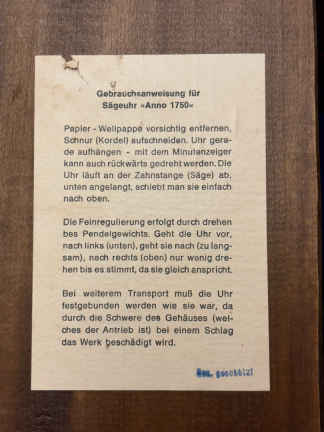 Gebrauchsanweisung für
Sägeuhr »Anno 1750«
Papier - Wellpappe vorsichtig entfernen,
Schnur (Kordel) aufschneiden. Uhr gera-
de aufhängen - mit dem Minutenzeiger
kann auch rückwärts gedreht werden. Die
Uhr läuft an der Zahnstange (Säge) ab,
unten angelangt, schiebt man sie einfach
nach oben.
Die Feinregulierung erfolgt durch drehen
des Pendelgewichts. Geht die Uhr vor,
nach links (unten), geht sie nach (zu lang-
sam), nach rechts (oben) nur wenig dre-
hen bis es stimmt, da sie gleich anspricht.
Bei weiterem Transport muß die Uhr
festgebunden werden wie sie war, da
durch die Schwere des Gehäuses (wel-
ches der Antrieb ist) bei einem Schlag
das Werk beschädigt wird.
Ges. geschützt